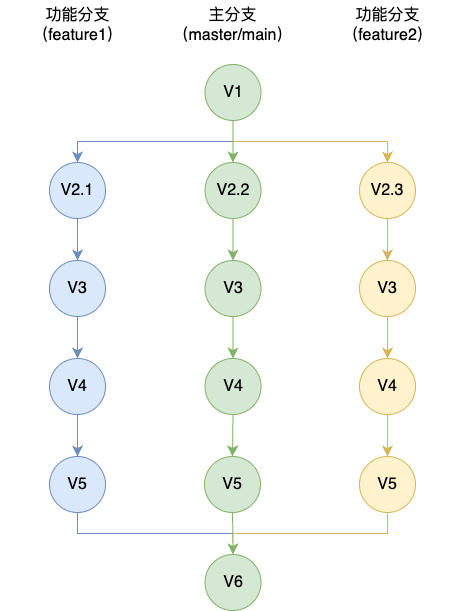 功能分支
（feature1）
主分支
（master/main）
功能分支
（feature2）
V1
V2.1
V2.2
V2.3
V3
V3
V3
V4
V4
V4
V5
V5
V5
V6